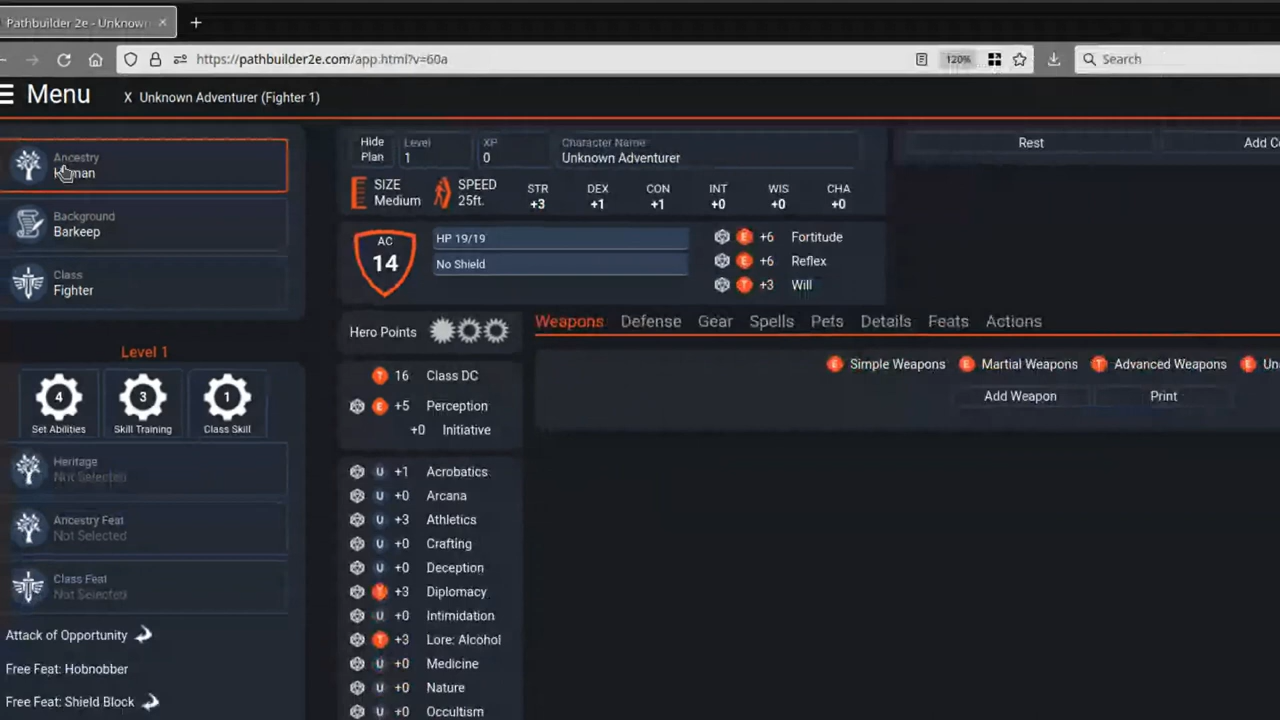 Pathbuilder 2e - Unknown
https://pathbuilder2e.com/app.html?v=60a
120%
Search
Menu
X Unknown Adventurer (Fighter 1)
Ancestry
Human
Background
Barkeep
Class
Fighter
Level 1
4
Set Abilities
3
Skill Training
1
Class Skill
Heritage
Not Selected
Ancestry Feat
Not Selected
Class Feat
Not Selected
Attack of Opportunity
Free Feat: Hobnobber
Free Feat: Shield Block
Hide
Plan
Level
1
XP
0
Character Name
Unknown Adventurer
SIZE
Medium
SPEED
25ft.
STR
+3
DEX
+1
CON
+1
INT
+0
WIS
+0
CHA
+0
AC
14
HP 19/19
No Shield
E +6 Fortitude
E +6 Reflex
T +3 Will
Hero Points
T 16 Class DC
E +5 Perception
+0 Initiative
U +1 Acrobatics
U +0 Arcana
U +3 Athletics
U +0 Crafting
U +0 Deception
T +3 Diplomacy
U +0 Intimidation
T +3 Lore: Alcohol
U +0 Medicine
U +0 Nature
U +0 Occultism
Rest
Weapons Defense Gear Spells Pets Details Feats Actions
E Simple Weapons E Martial Weapons T Advanced Weapons E
Add Weapon
Print